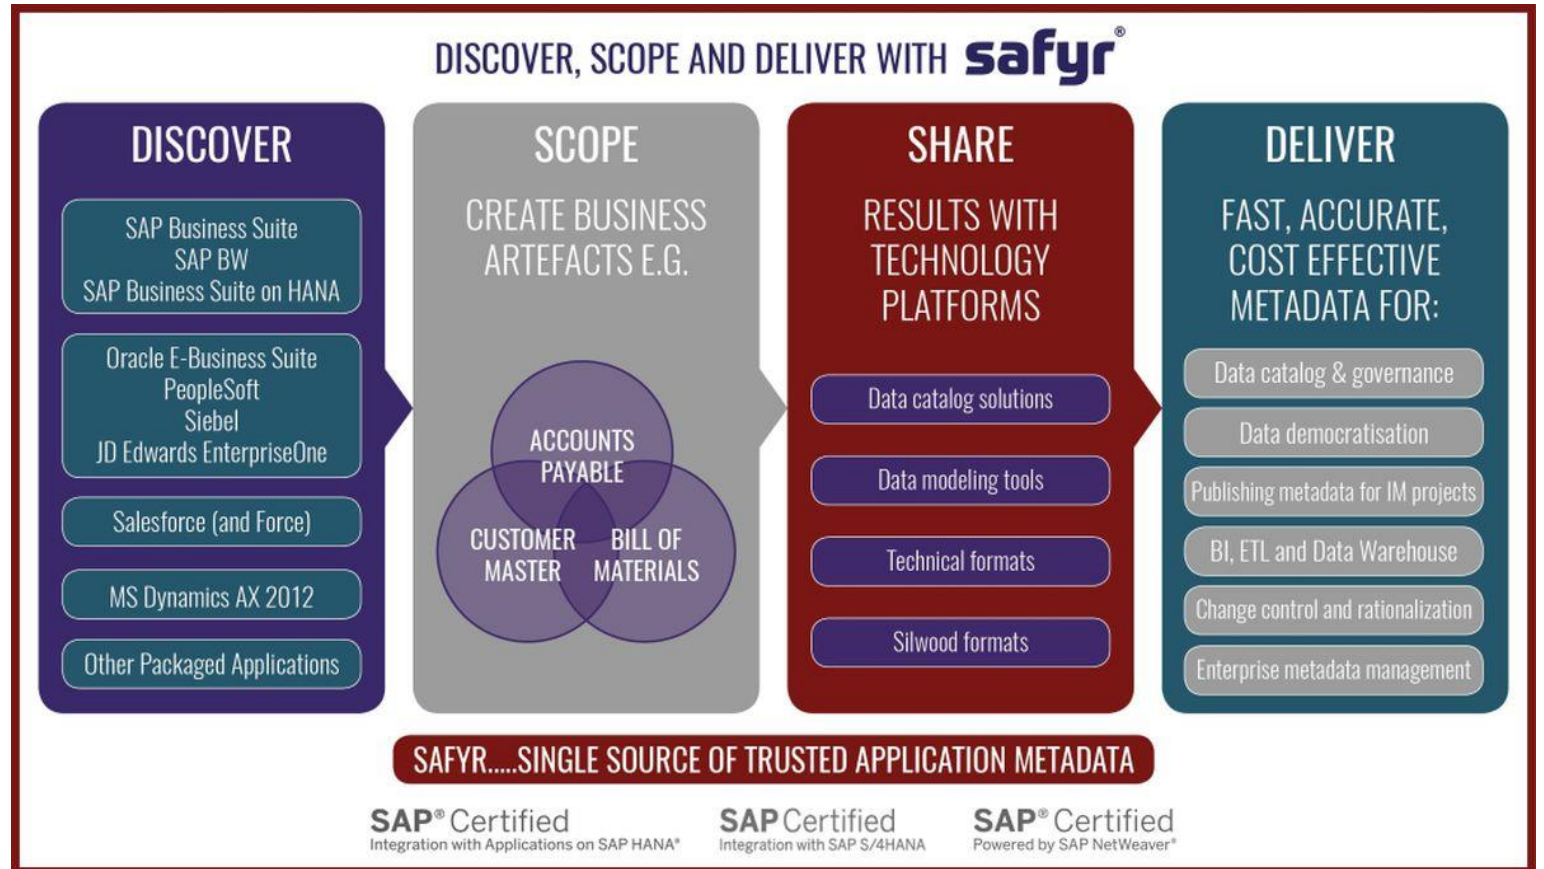 DISCOVER, SCOPE AND DELIVER WITH safyr®
DISCOVER
SAP Business Suite
SAP BW
SAP Business Suite on HANA
Oracle E-Business Suite
PeopleSoft
Siebel
JD Edwards EnterpriseOne
Salesforce (and Force)
MS Dynamics AX 2012
Other Packaged Applications
SCOPE
CREATE BUSINESS
ARTEFACTS E.G.
ACCOUNTS
PAYABLE
CUSTOMER
MASTER
BILL OF
MATERIALS
SHARE
RESULTS WITH
TECHNOLOGY
PLATFORMS
Data catalog solutions
Data modeling tools
Technical formats
Silwood formats
DELIVER
FAST, ACCURATE,
COST EFFECTIVE
METADATA FOR:
Data catalog & governance
Data democratisation
Publishing metadata for IM projects
BI, ETL and Data Warehouse
Change control and rationalization
Enterprise metadata management
SAFYR.....SINGLE SOURCE OF TRUSTED APPLICATION METADATA
SAP® Certified
Integration with Applications on SAP HANA®
SAP Certified
Integration with SAP S/4HANA
SAP® Certified
Powered by SAP NetWeaver®